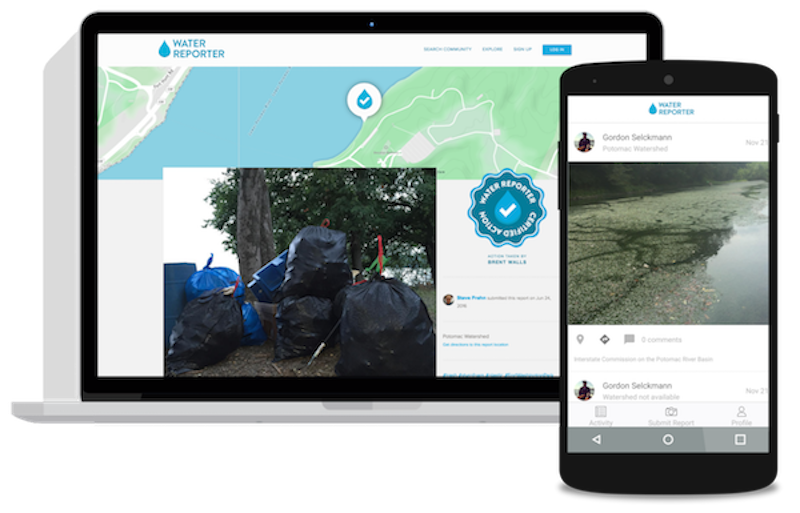 WATER
REPORTER
SEARCH COMMUNITY EXPLORE SIGN UP LOG IN
WATER REPORTER
CERTIFIED ACTION
ACTION TAKEN BY
BRENT WALLS
Steve Frahn submitted this report on Jun 24,
Potomac Watershed
Get directions to this report location
WATER
REPORTER
Gordon Selckmann
Potomac Watershed
Nov 21
0 comments
Interstate Commission on the Potomac River Basin
Gordon Selckmann
Watershed not available
Nov 21
Activity Submit Report Profile